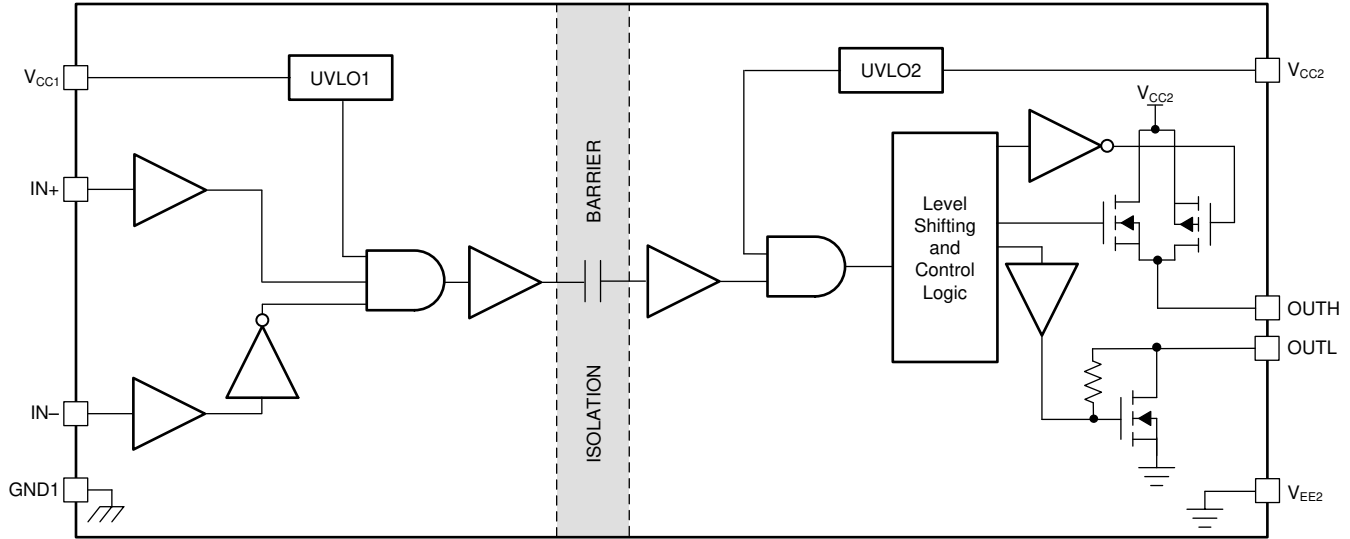 VCC1
UVLO1
UVLO2
VCC2
VCC2
IN+
BARRIER
Level
Shifting
and
Control
Logic
OUTH
OUTL
ISOLATION
IN−
GND1
VEE2